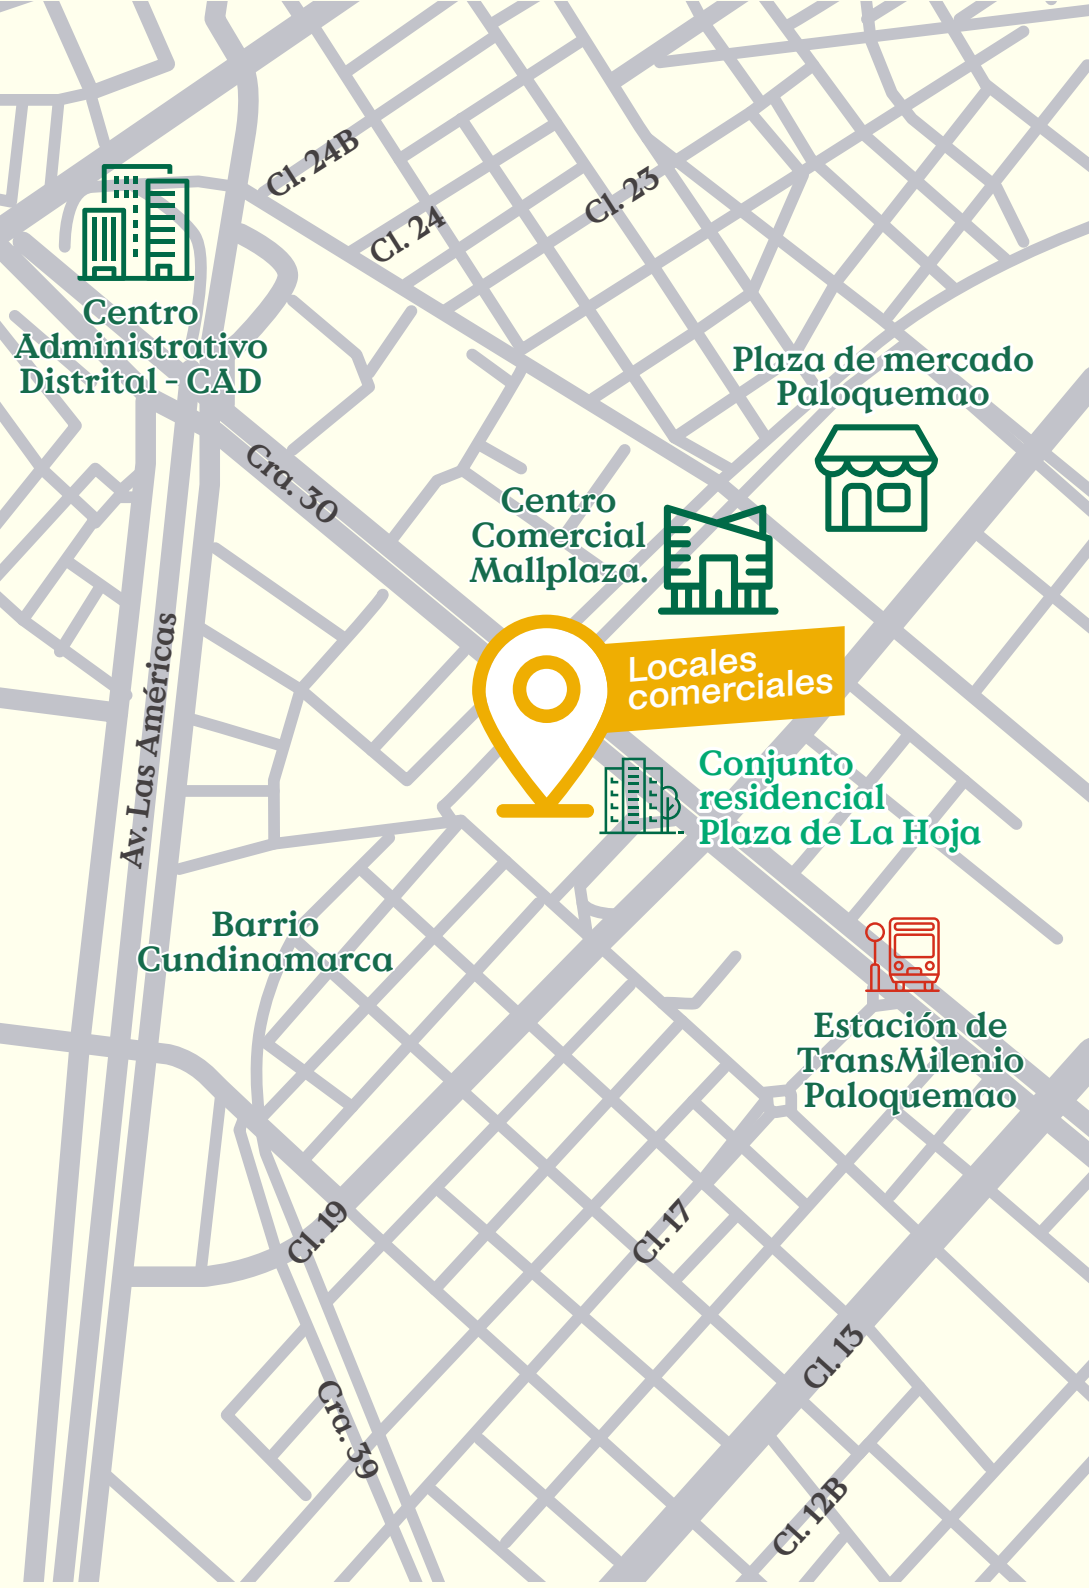 Cl. 24B
Cl. 24
Cl. 23
Centro
Administrativo
Distrital - CAD
Plaza de mercado
Paloquemao
Cra. 30
Centro
Comercial
Mallplaza.
Locales
comerciales
Av. Las Américas
Conjunto
residencial
Plaza de La Hoja
Barrio
Cundinamarca
Estación de
TransMilenio
Paloquemao
Cl. 19
Cl. 17
Cl. 13
Cra. 39
Cl. 12B